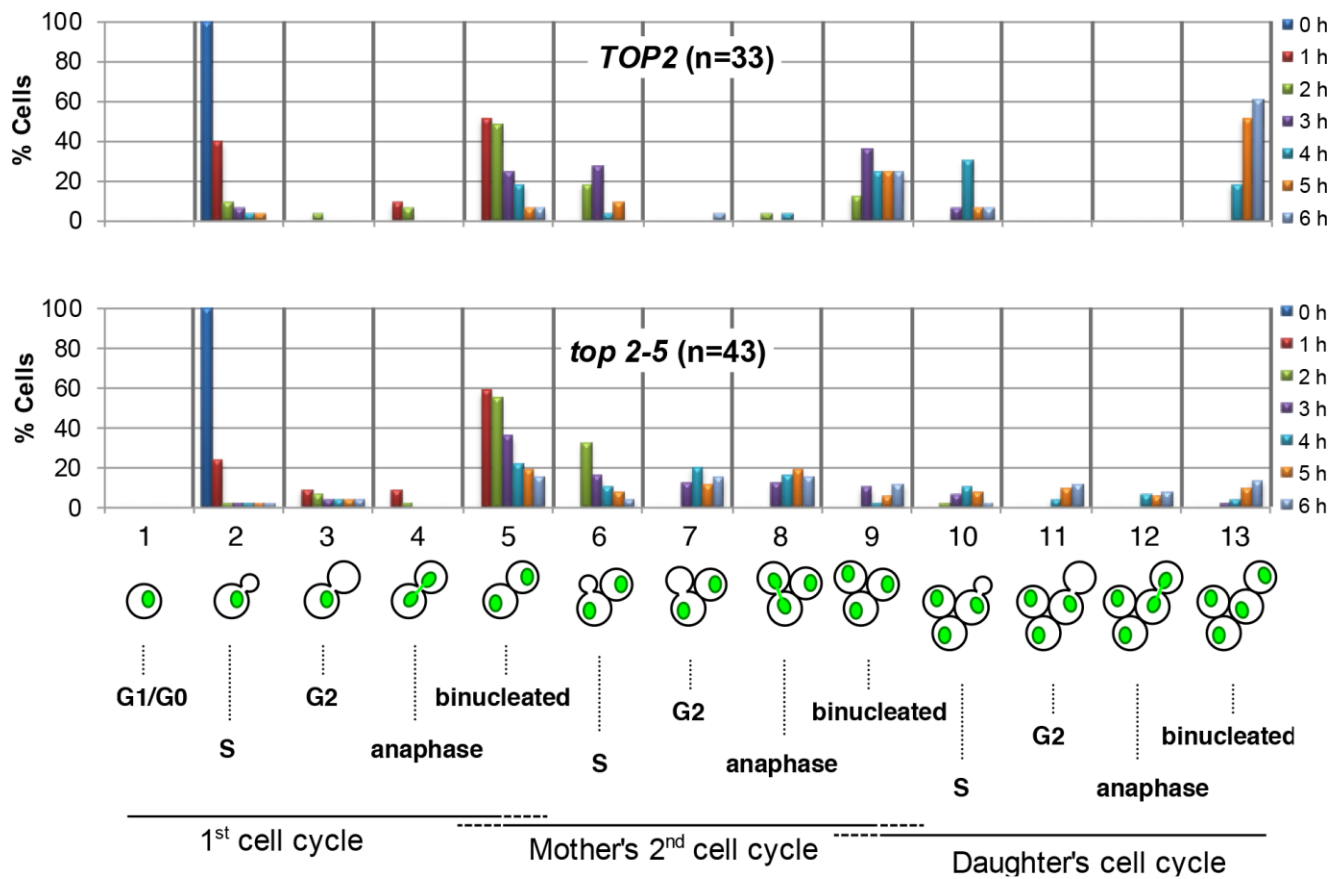 100
80
60
40
20
0
% Cells
TOP2 (n=33)
0 h
1 h
2 h
3 h
4 h
5 h
6 h
100
80
60
40
20
0
% Cells
top 2-5 (n=43)
0 h
1 h
2 h
3 h
4 h
5 h
6 h
1 2 3 4 5 6 7 8 9 10 11 12 13
G1/G0 G2 binucleated G2 binucleated G2 binucleated
S anaphase S anaphase S anaphase
1st cell cycle
Mother's 2nd cell cycle
Daughter's cell cycle